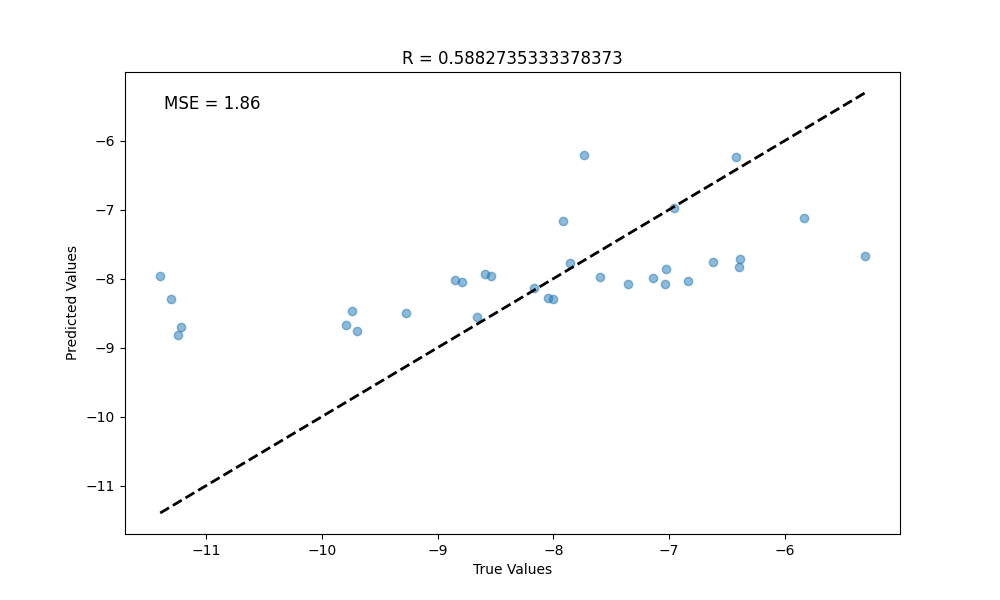 R = 0.5882735333378373
MSE = 1.86
−6
−7
−8
−9
−10
−11
Predicted Values
−11 −10 −9 −8 −7 −6
True Values